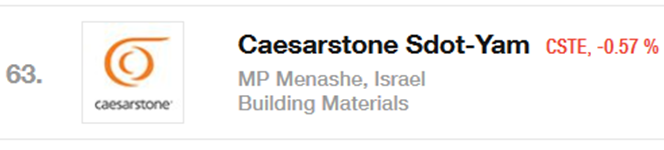 63.
caesarstone
Caesarstone Sdot-Yam CSTE, -0.57 %
MP Menashe, Israel
Building Materials